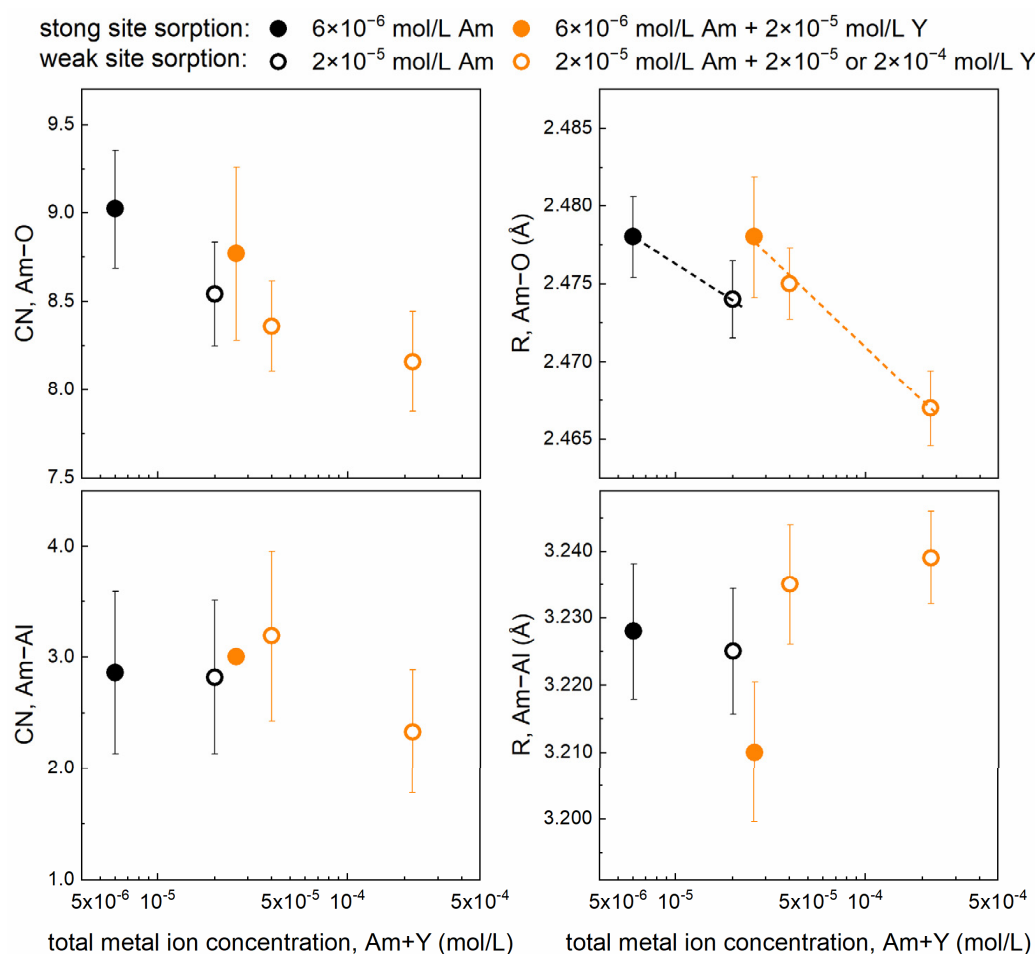 stong site sorption: ● 6×10⁻⁶ mol/L Am ● 6×10⁻⁶ mol/L Am + 2×10⁻⁵ mol/L Y
weak site sorption: ○ 2×10⁻⁵ mol/L Am ○ 2×10⁻⁵ mol/L Am + 2×10⁻⁵ or 2×10⁻⁴ mol/L Y
CN, Am−O
9.5
9.0
8.5
8.0
7.5
R, Am−O (Å)
2.485
2.480
2.475
2.470
2.465
CN, Am−Al
4.0
3.0
2.0
1.0
R, Am−Al (Å)
3.240
3.230
3.220
3.210
3.200
5x10⁻⁶ 10⁻⁵ 5x10⁻⁵ 10⁻⁴ 5x10⁻⁴
total metal ion concentration, Am+Y (mol/L)
5x10⁻⁶ 10⁻⁵ 5x10⁻⁵ 10⁻⁴ 5x10⁻⁴
total metal ion concentration, Am+Y (mol/L)